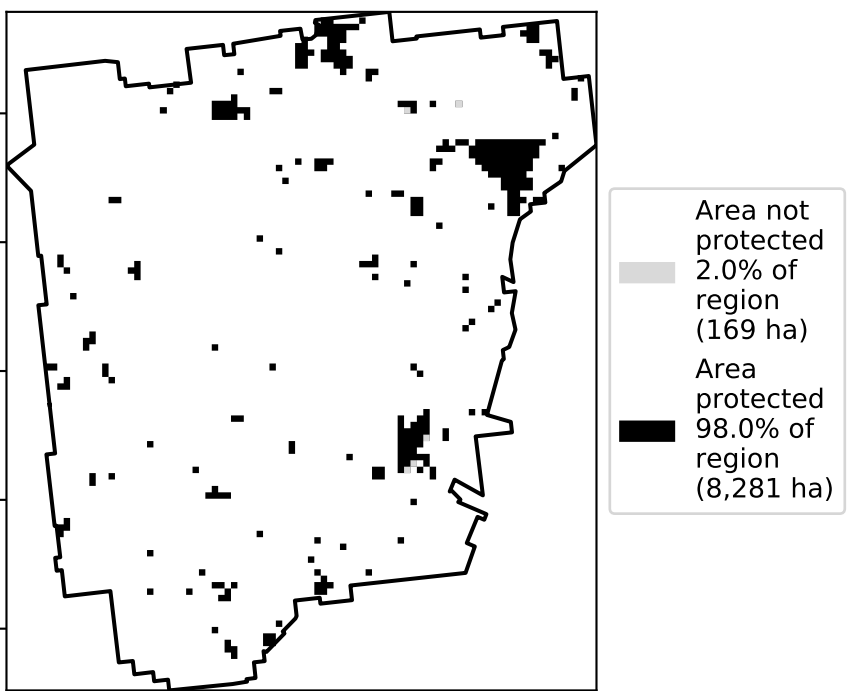 Area not
protected
2.0% of
region
(169 ha)
Area
protected
98.0% of
region
(8,281 ha)